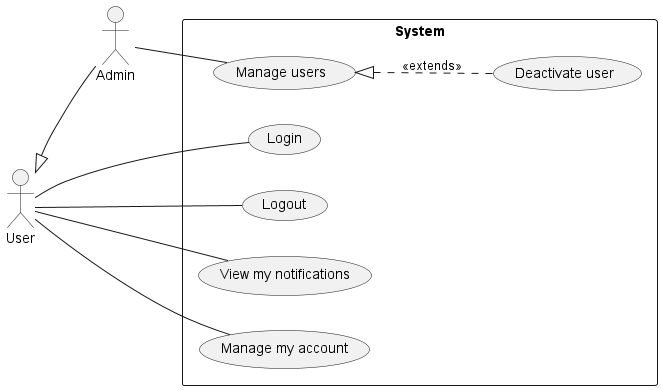 System
Admin
Manage users
«extends»
Deactivate user
Login
User
Logout
View my notifications
Manage my account